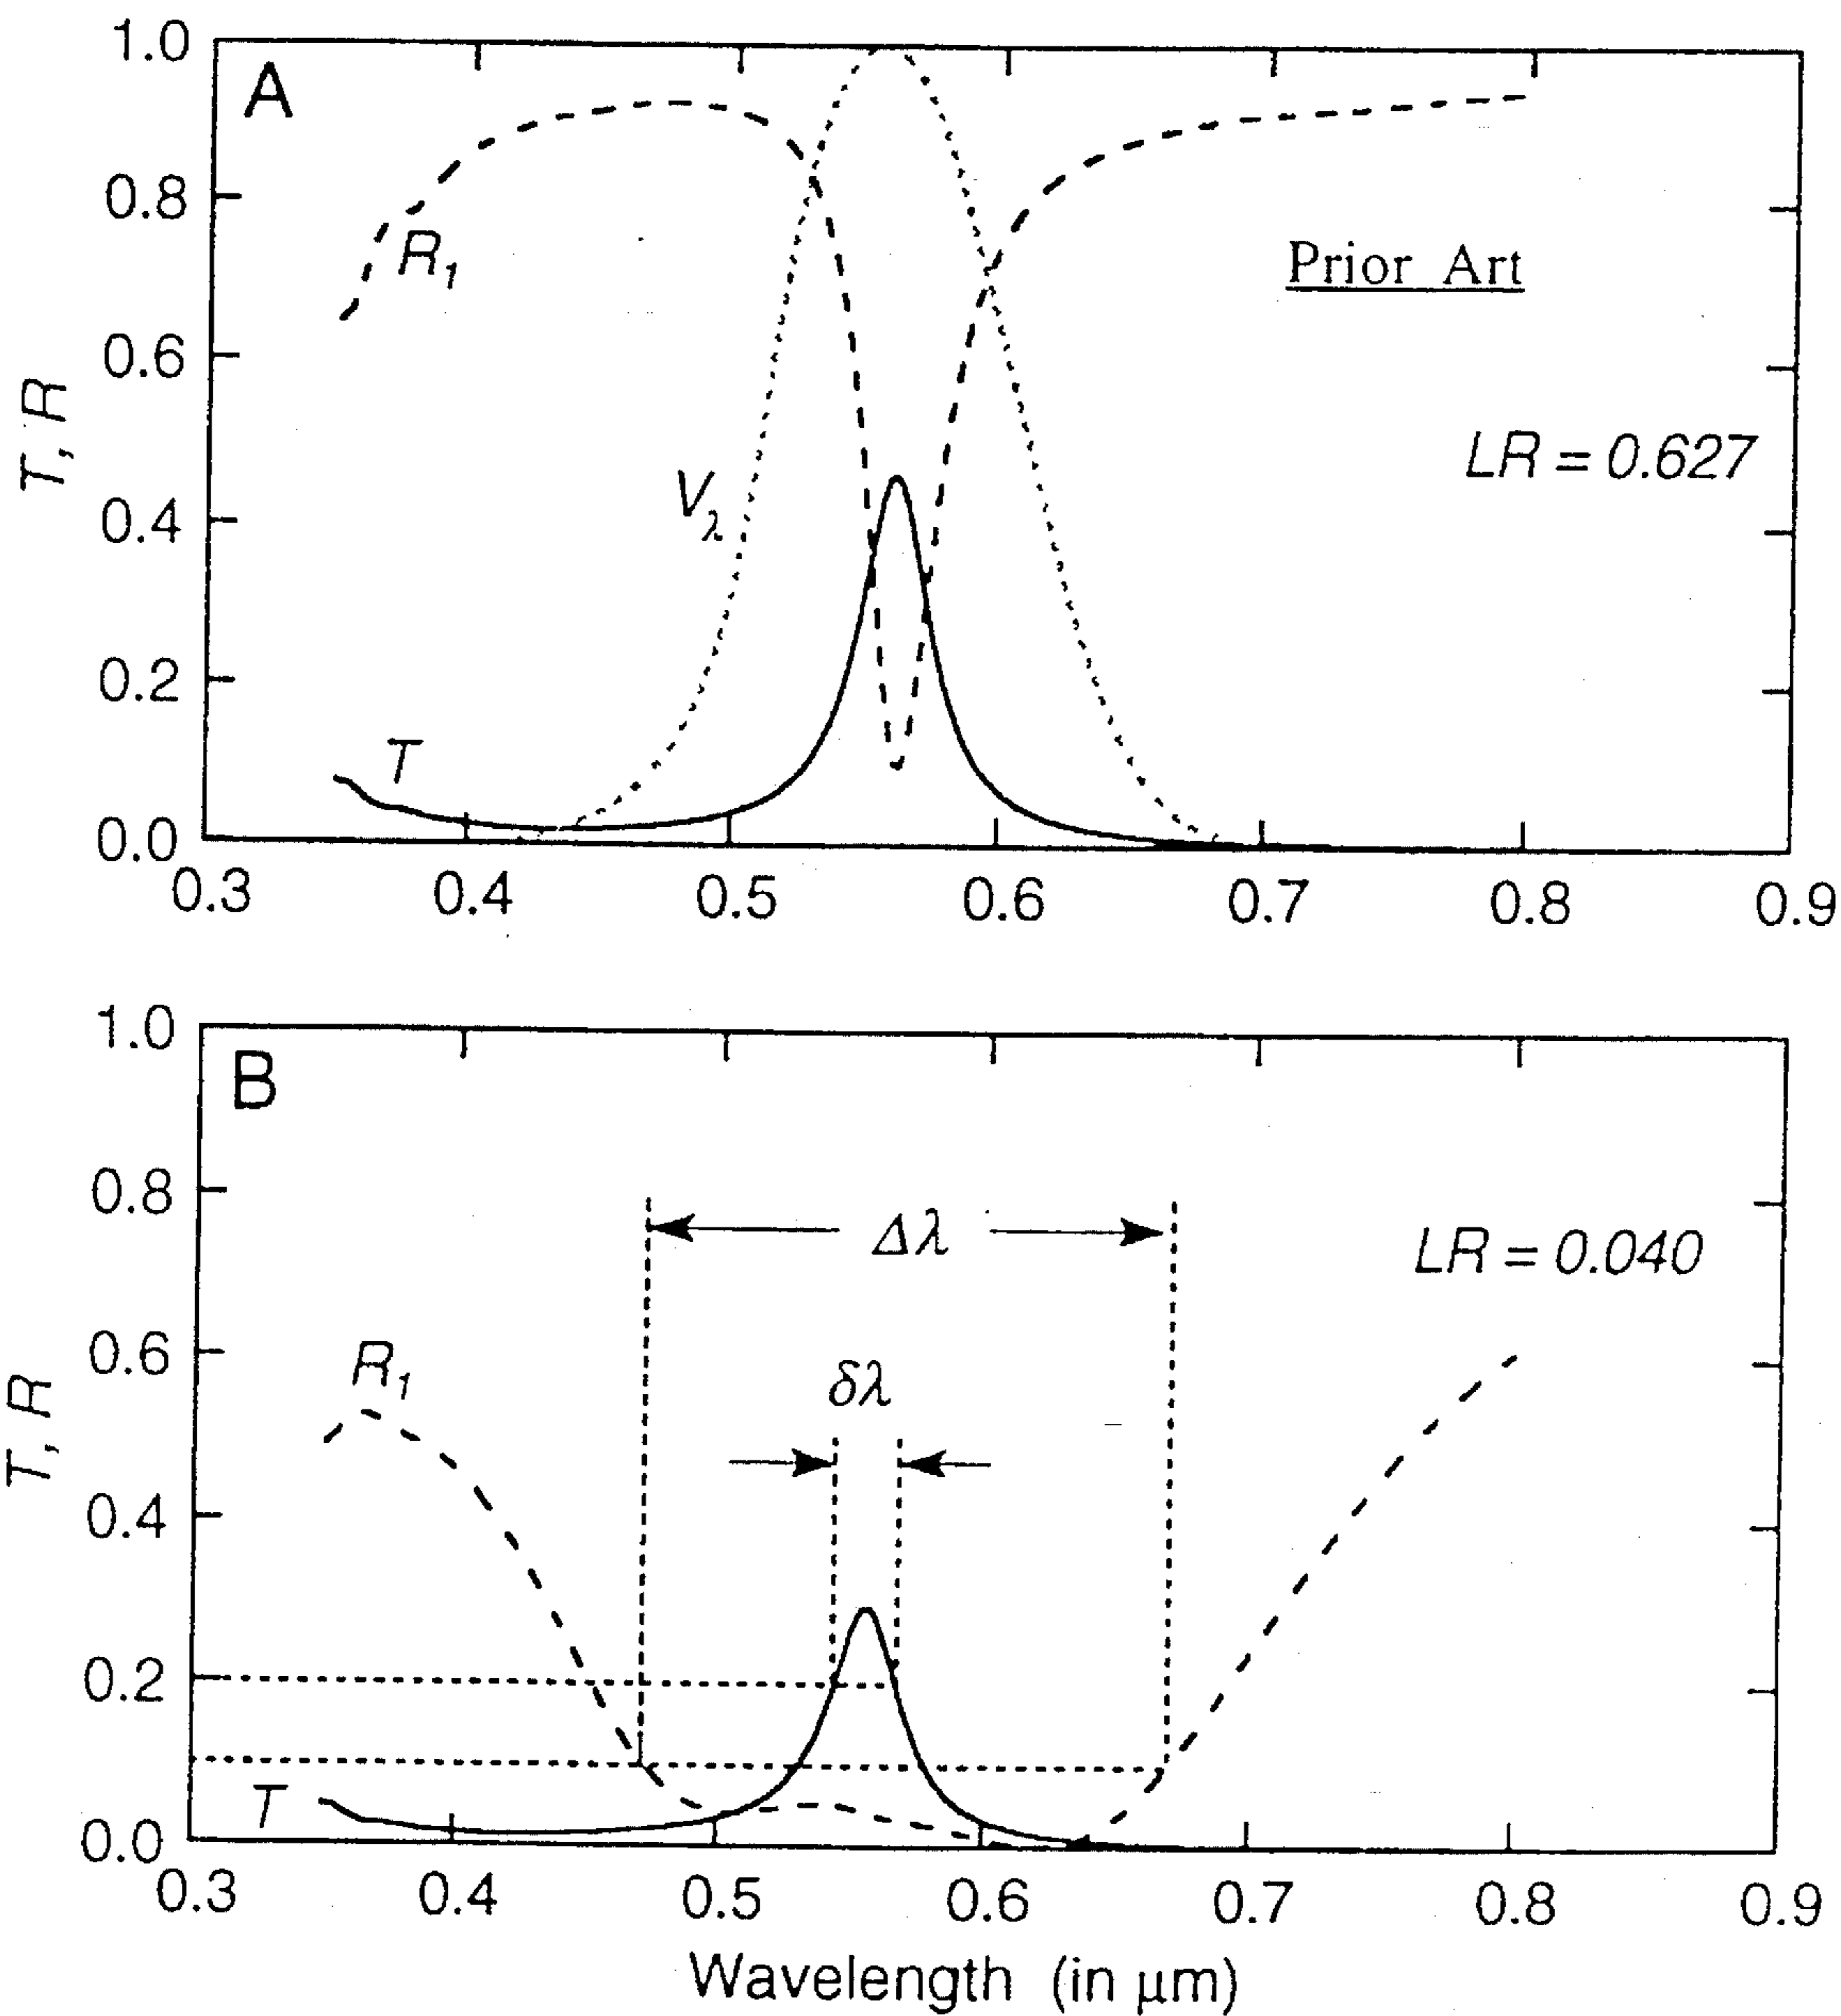 1.0
A
0.8
R1
Prior Art
0.6
T, R
LR = 0.627
Vλ
0.4
0.2
T
0.0
0.3 0.4 0.5 0.6 0.7 0.8 0.9
1.0
B
0.8
Δλ
LR = 0.040
0.6
R1
δλ
T, R
0.4
0.2
T
0.0
0.3 0.4 0.5 0.6 0.7 0.8 0.9
Wavelength (in μm)